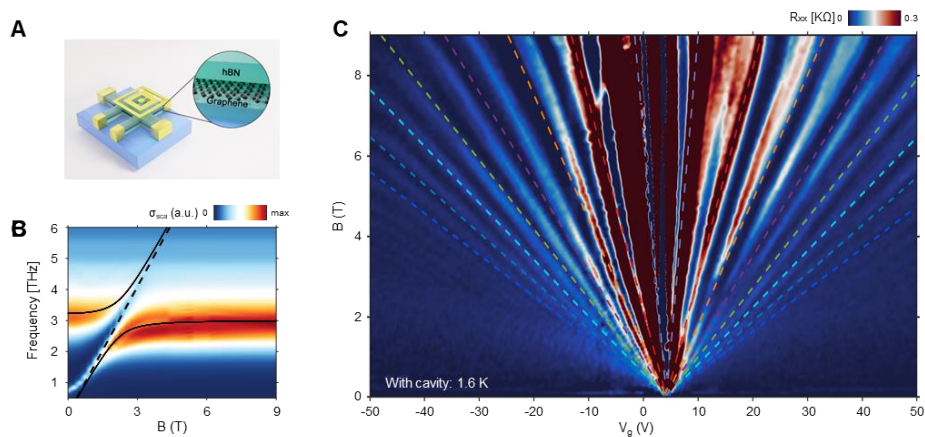 A
hBN
Graphene
B
σsca (a.u.) 0 max
6
5
4
3
2
1
Frequency [THz]
0 3 6 9
B (T)
C
Rxx [KΩ] 0 0.3
8
6
4
2
0
B (T)
With cavity: 1.6 K
-50 -40 -30 -20 -10 0 10 20 30 40 50
Vg (V)